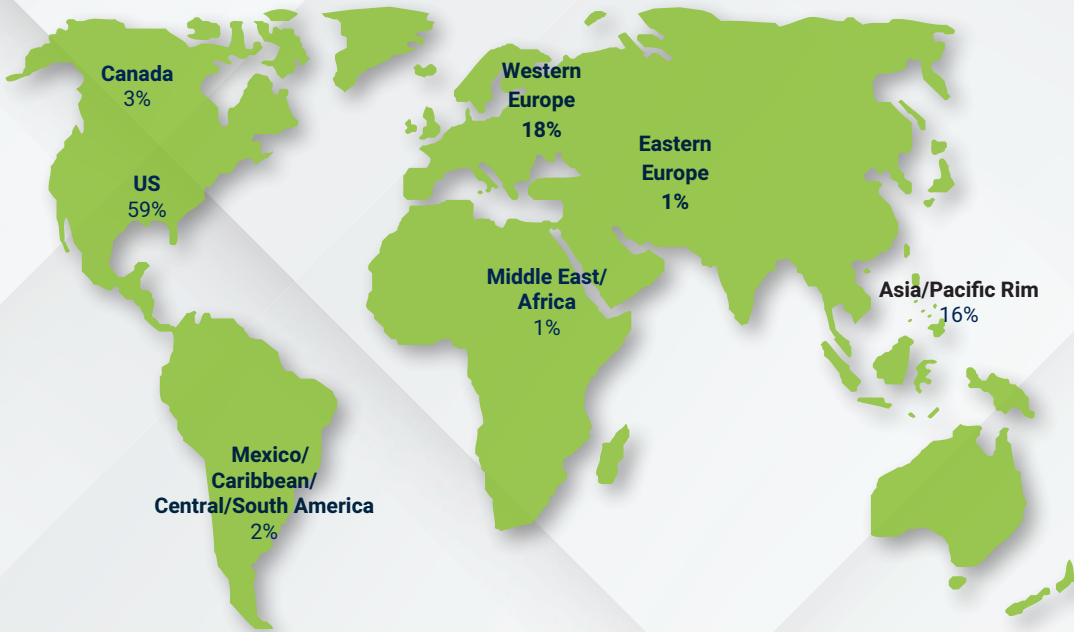 Canada
3%
US
59%
Western
Europe
18%
Eastern
Europe
1%
Middle East/
Africa
1%
Asia/Pacific Rim
16%
Mexico/
Caribbean/
Central/South America
2%